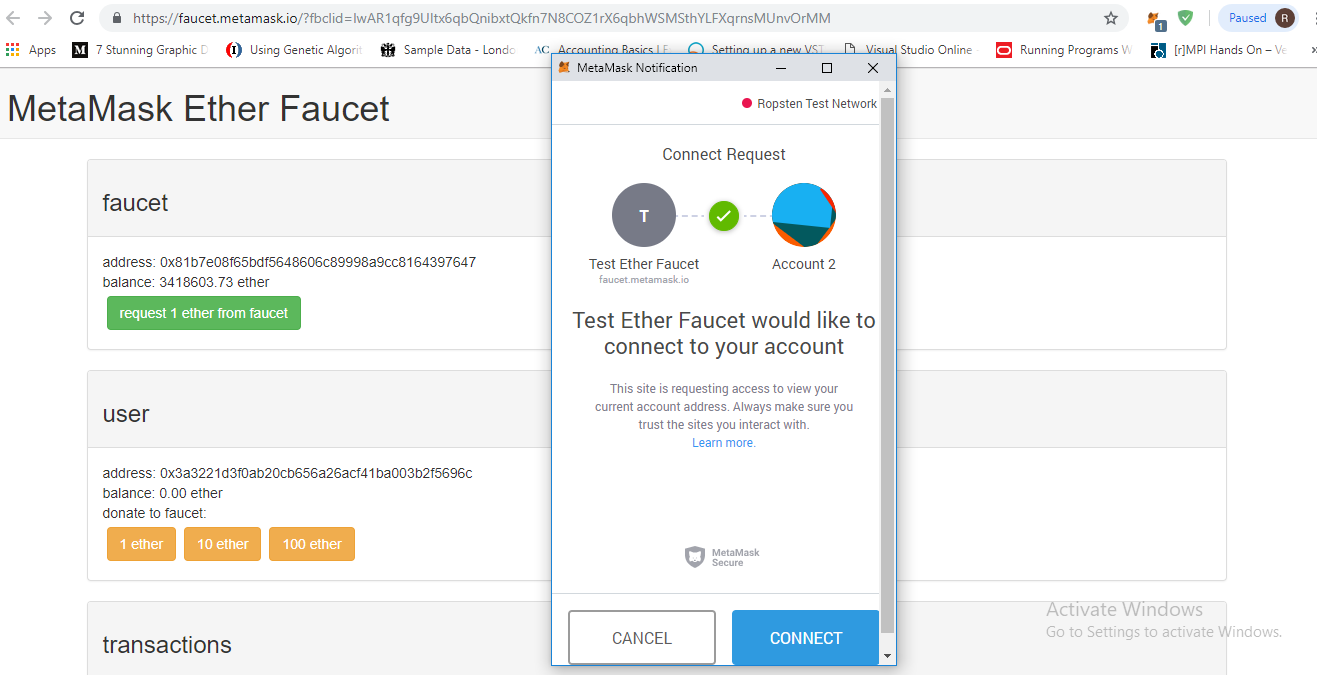 https://faucet.metamask.io/?fbclid=IwAR1qfg9UItx6qbQnibxtQkfn7N8COZ1rX6qbhWSMSthYLFXqrnsMUnvOrMM
1
Paused R
Apps M 7 Stunning Graphic D Using Genetic Algorit Sample Data - Londo AC Accounting Basics Setting up a new VST Visual Studio Online Running Programs W [r]MPI Hands On – Ve »
MetaMask Notification
MetaMask Ether Faucet
Ropsten Test Network
Connect Request
faucet
T
address: 0x81b7e08f65bdf5648606c89998a9cc8164397647
balance: 3418603.73 ether
request 1 ether from faucet
Test Ether Faucet Account 2
faucet.metamask.io
Test Ether Faucet would like to
connect to your account
This site is requesting access to view your
current account address. Always make sure you
trust the sites you interact with.
Learn more.
user
address: 0x3a3221d3f0ab20cb656a26acf41ba003b2f5696c
balance: 0.00 ether
donate to faucet:
1 ether 10 ether 100 ether
MetaMask
Secure
CANCEL CONNECT
transactions
Activate Windows
Go to Settings to activate Windows.